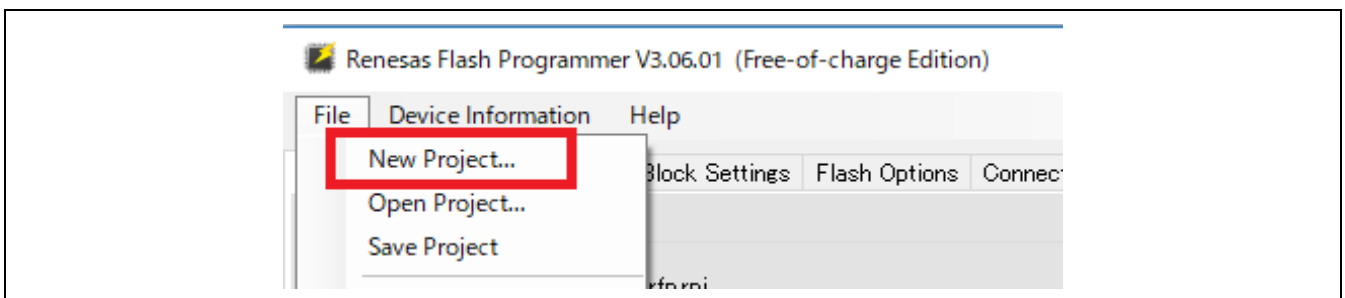 Renesas Flash Programmer V3.06.01 (Free-of-charge Edition)
File Device Information Help
New Project...
Block Settings Flash Options
Open Project...
Save Project